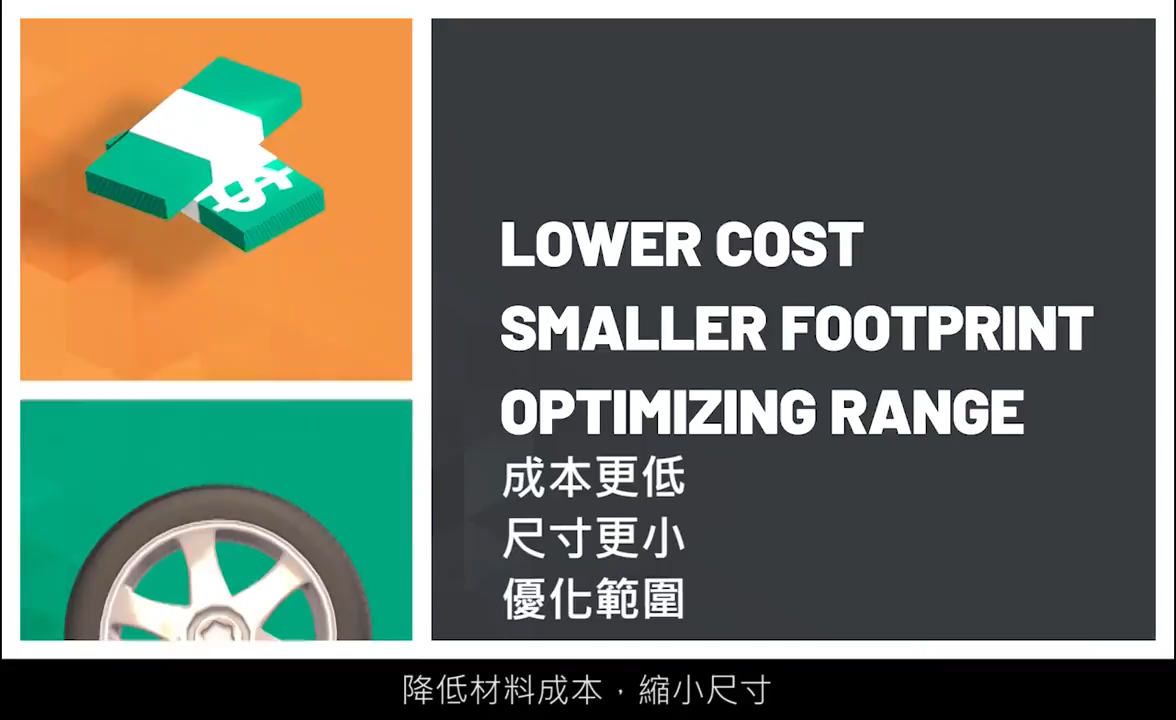 $
LOWER COST
SMALLER FOOTPRINT
OPTIMIZING RANGE
成本更低
尺寸更小
優化範圍
降低材料成本，縮小尺寸